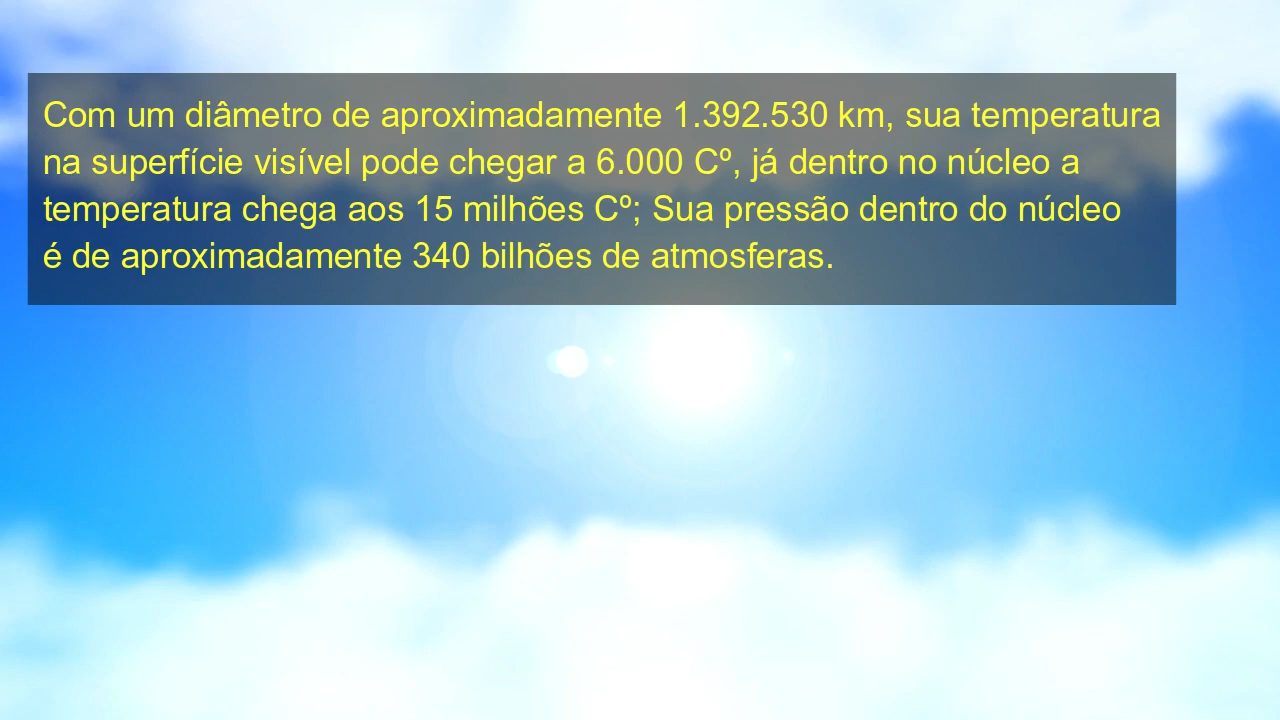 Com um diâmetro de aproximadamente 1.392.530 km, sua temperatura
na superfície visível pode chegar a 6.000 Cº, já dentro no núcleo a
temperatura chega aos 15 milhões Cº; Sua pressão dentro do núcleo
é de aproximadamente 340 bilhões de atmosferas.